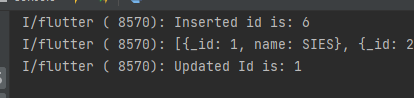 I/flutter ( 8570): Inserted id is: 6
I/flutter ( 8570): [{_id: 1, name: SIES}, {_id: 2
I/flutter ( 8570): Updated Id is: 1